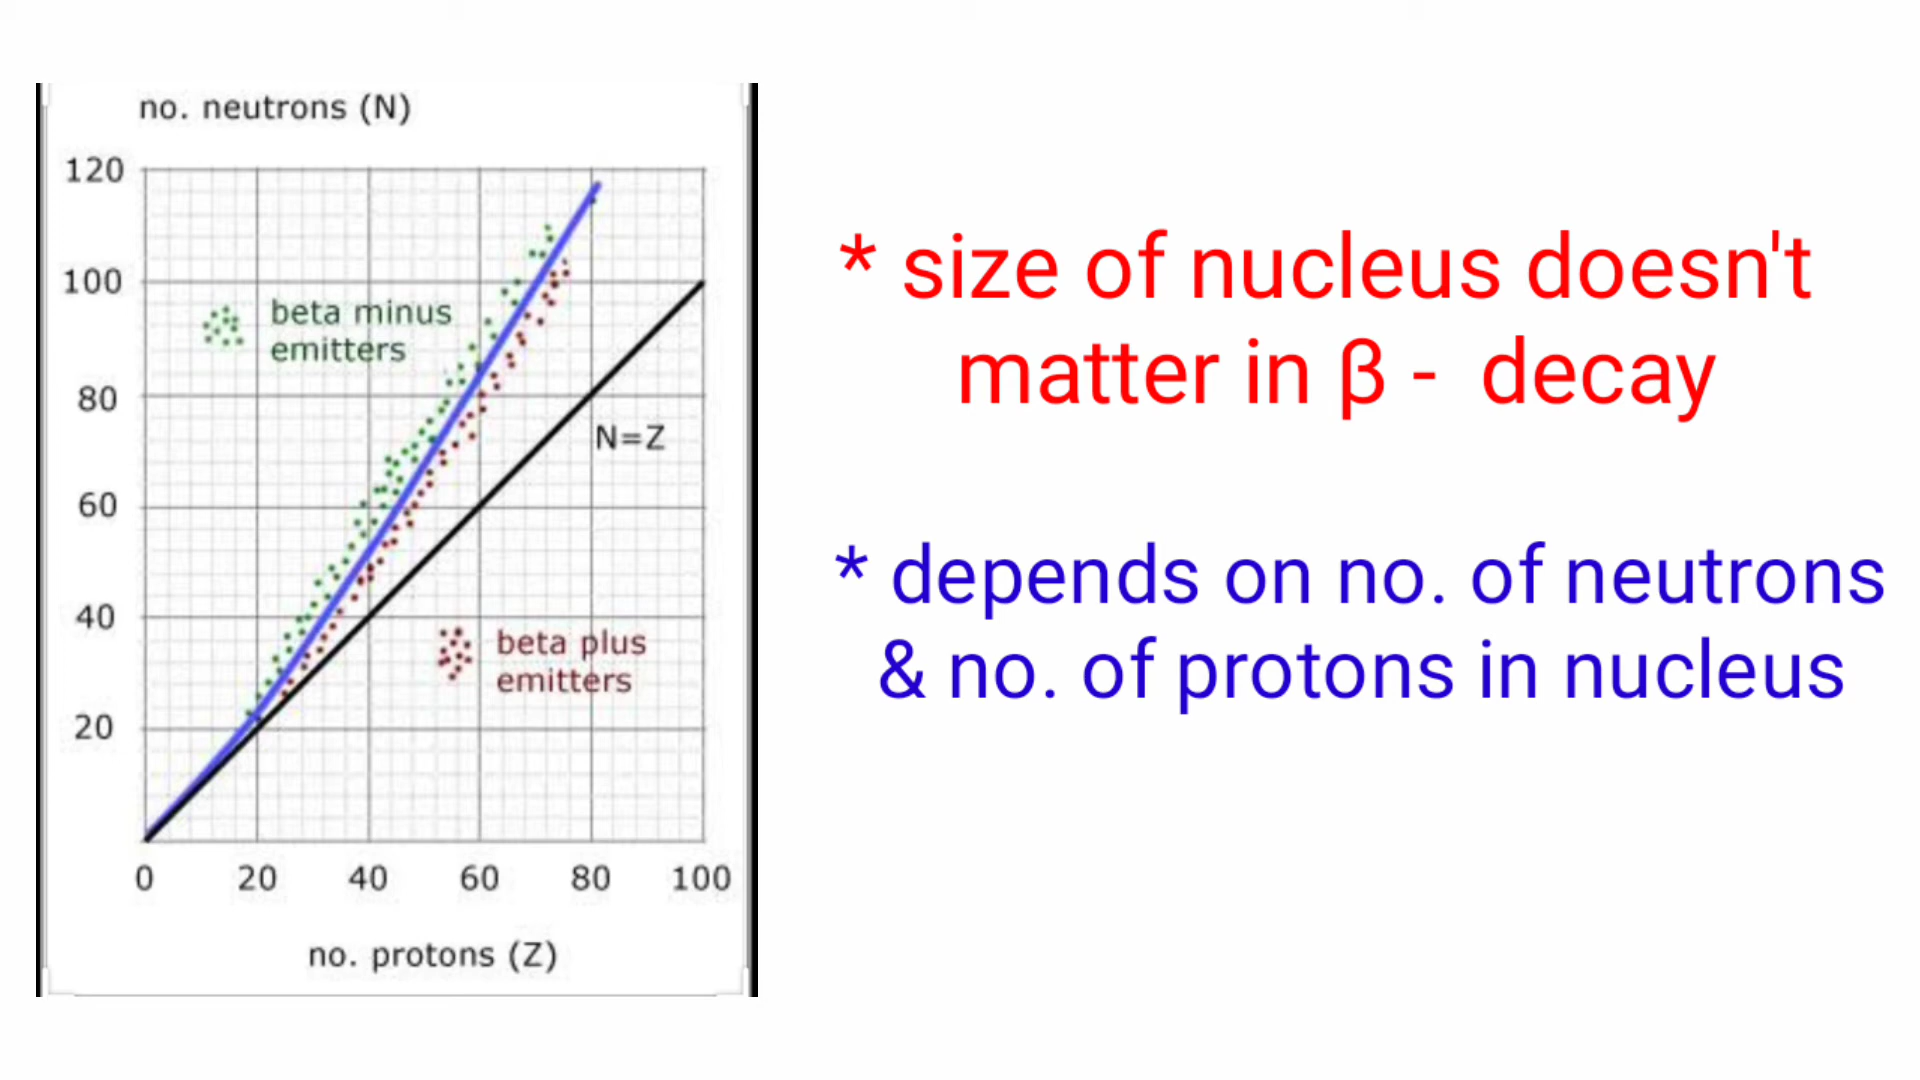 no. neutrons (N)
120
100
80
60
40
20
beta minus
emitters
N=Z
beta plus
emitters
0 20 40 60 80 100
no. protons (Z)
* size of nucleus doesn't
matter in β - decay
* depends on no. of neutrons
& no. of protons in nucleus